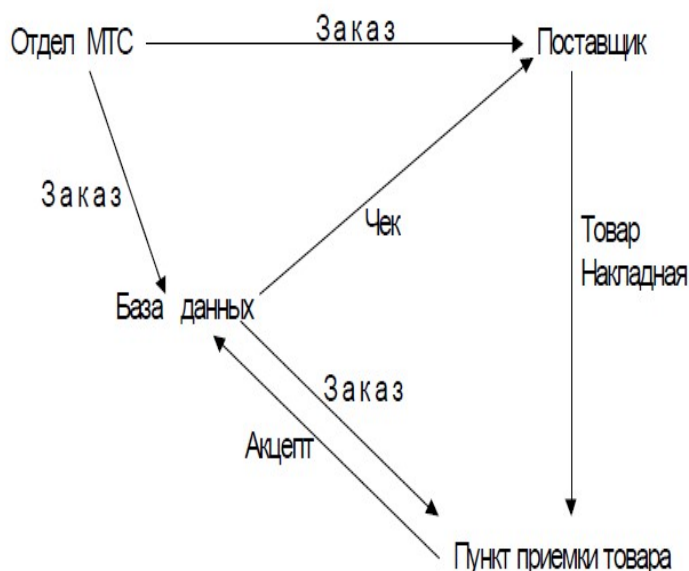 Заказ
Отдел МТС
Поставщик
Заказ
Чек
Товар
Накладная
База данных
Заказ
Акцепт
Пункт приемки товара